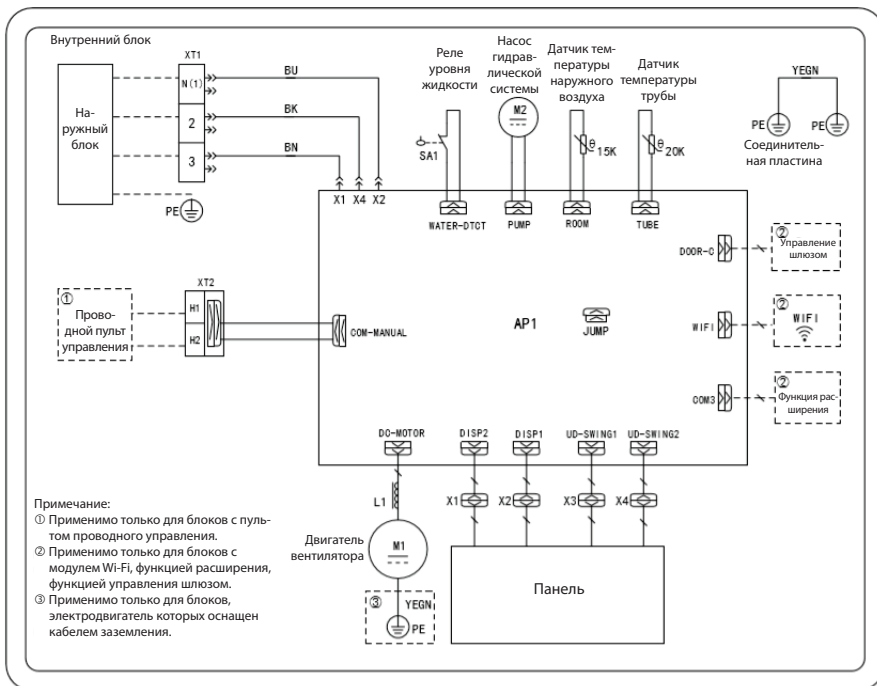 Внутренний блок
XT1
На-
ружный
блок
N(1)
2
3
BU
BK
BN
PE
X1 X4 X2
Реле
уровня
жидкости
SA1
Насос
гидрав-
лической
системы
M2
Датчик тем-
пературы
наружного
воздуха
θ
15K
Датчик
температуры
трубы
θ
20K
YEGN
PE PE
Соединитель-
ная пластина
WATER-DTCT PUMP ROOM TUBE
DOOR-C
②
Управление
шлюзом
①
Прово-
дной пульт
управления
XT2
H1
H2
COM-MANUAL
AP1
JUMP
WIFI
②
WIFI
COM3
②
Функция рас-
ширения
DC-MOTOR DISP2 DISP1 UD-SWING1 UD-SWING2
L1
X1 X2 X3 X4
Двигатель
вентилятора
M1
③
YEGN
PE
Панель
Примечание:
① Применимо только для блоков с пуль-
том проводного управления.
② Применимо только для блоков с
модулем Wi-Fi, функцией расширения,
функцией управления шлюзом.
③ Применимо только для блоков,
электродвигатель которых оснащен
кабелем заземления.